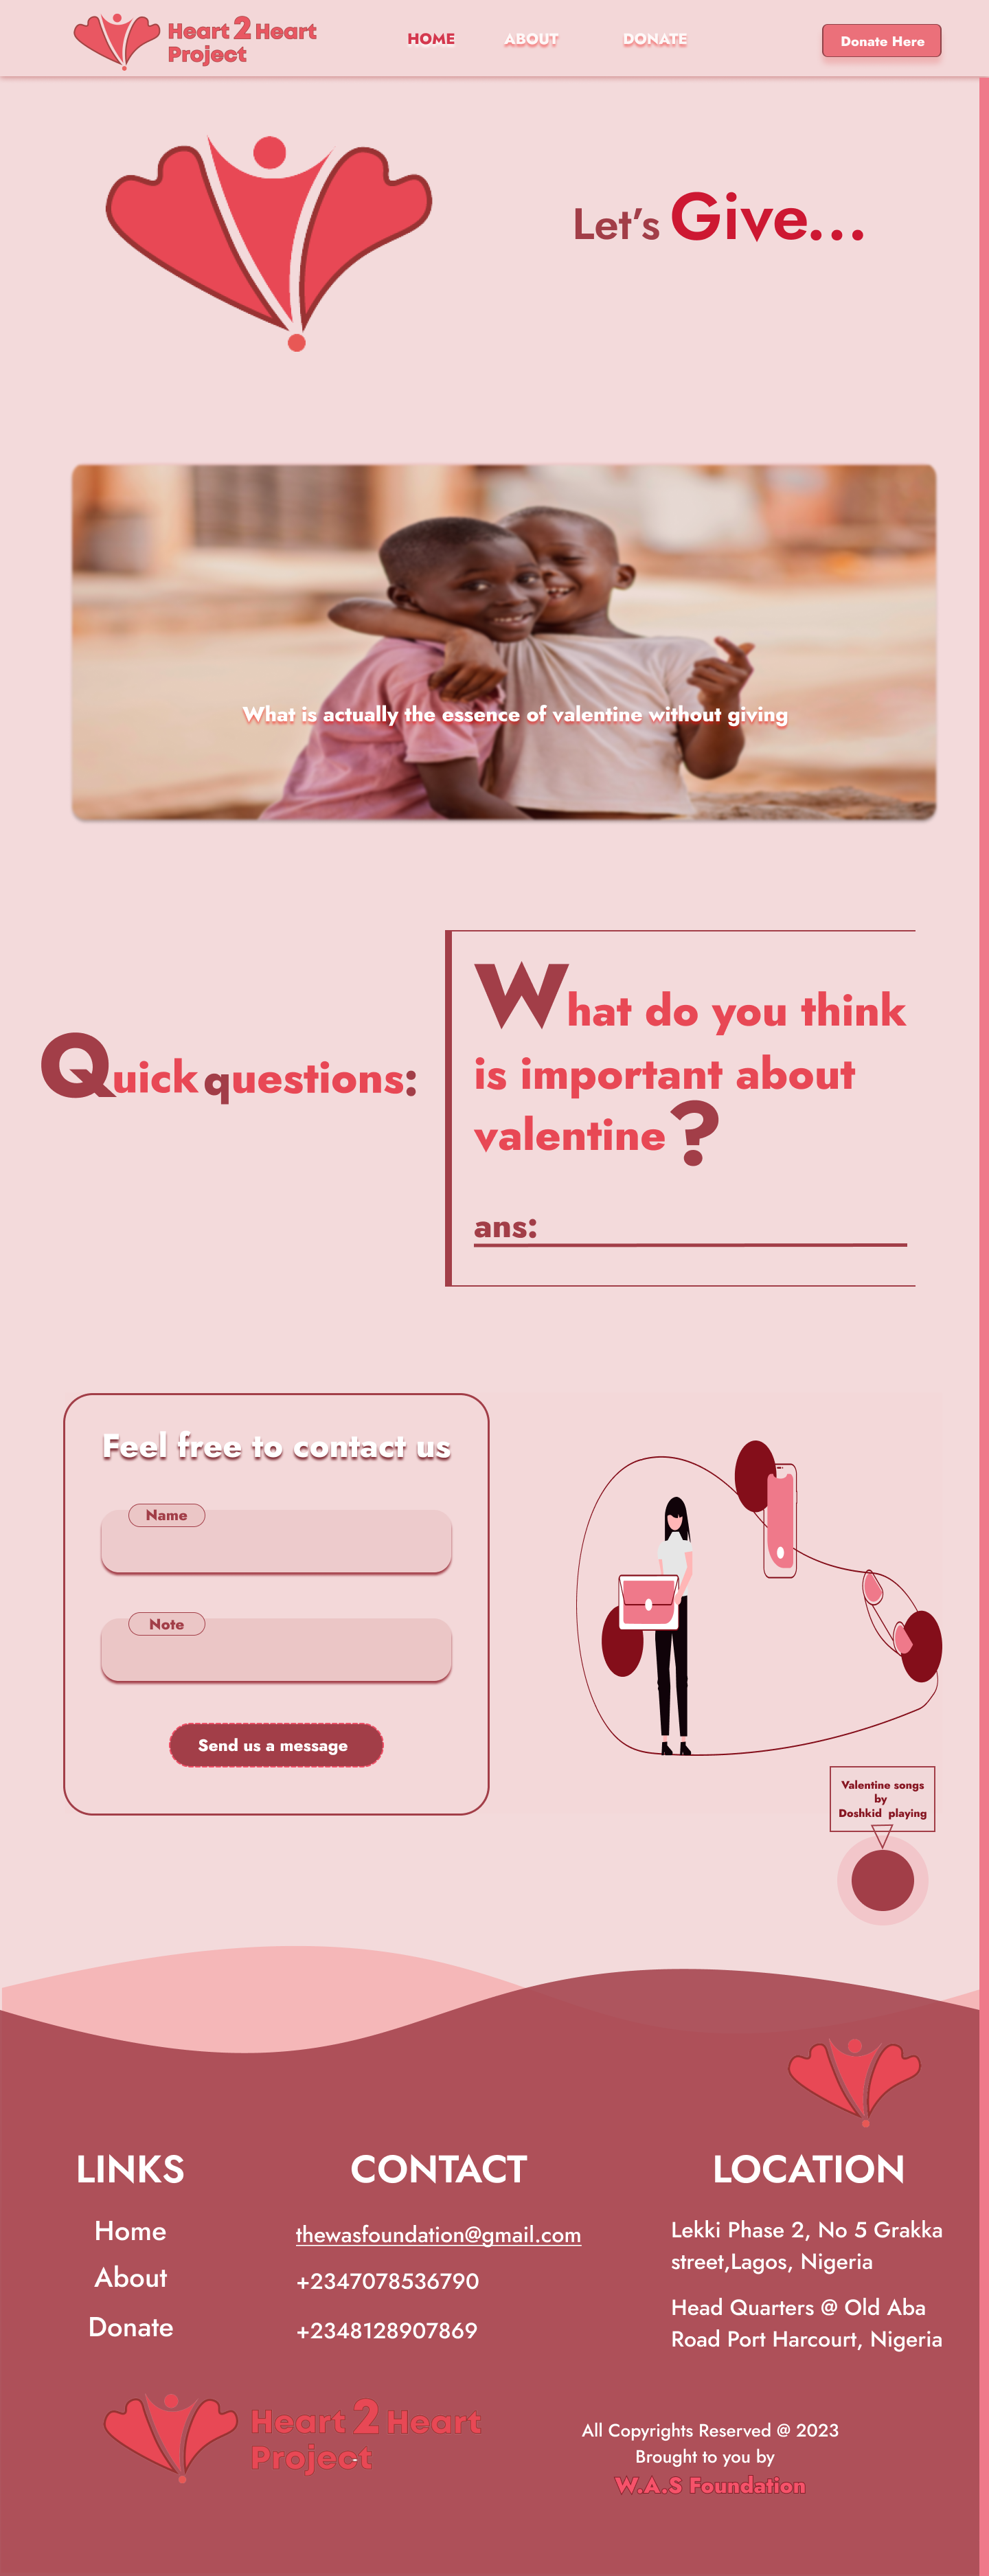 Heart 2 Heart
Project
HOME
ABOUT
DONATE
Donate Here
Let's Give...
What is actually the essence of valentine without giving
Quick questions:
What do you think
is important about
valentine?
ans:
Feel free to contact us
Name
Note
Send us a message
Valentine songs
by
Doshkid playing
LINKS
Home
About
Donate
CONTACT
thewasfoundation@gmail.com
+2347078536790
+2348128907869
LOCATION
Lekki Phase 2, No 5 Grakka
street,Lagos, Nigeria
Head Quarters @ Old Aba
Road Port Harcourt, Nigeria
Heart 2 Heart
Project
All Copyrights Reserved @ 2023
Brought to you by
W.A.S Foundation